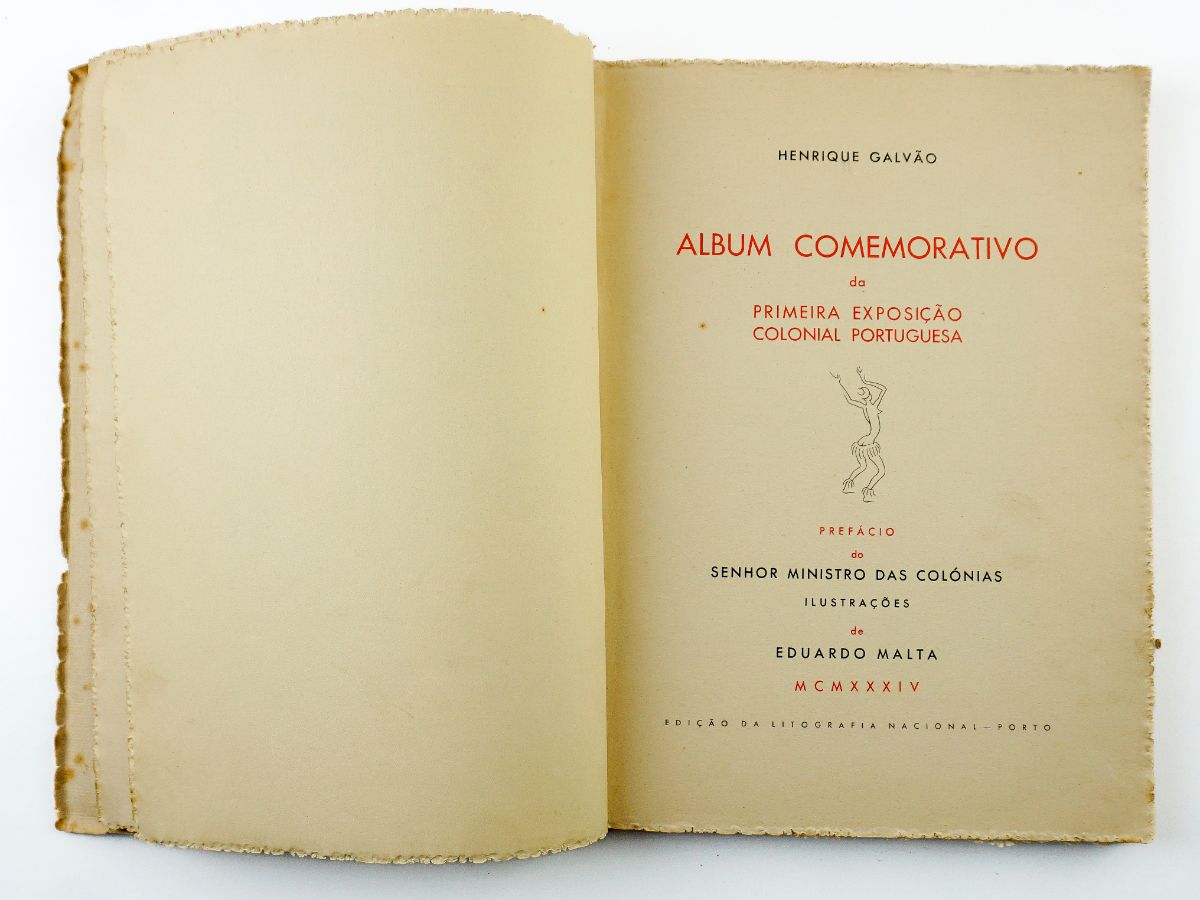 HENRIQUE GALVÃO
ALBUM COMEMORATIVO
da
PRIMEIRA EXPOSIÇÃO
COLONIAL PORTUGUESA
PREFÁCIO
do
SENHOR MINISTRO DAS COLÓNIAS
ILUSTRAÇÕES
de
EDUARDO MALTA
MCMXXXIV
EDIÇÃO DA LITOGRAFIA NACIONAL—PORTO